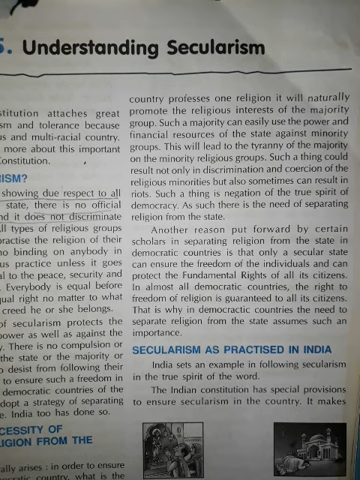 5. Understanding Secularism
stitution attaches great
sm and tolerance because
us and multi-racial country.
more about this important
Constitution.
ISM?
showing due respect to all
state, there is no official
nd it does not discriminate
ll types of religious groups
practise the religion of their
no binding on anybody in
us practice unless it goes
al to the peace, security and
. Everybody is equal before
qual right no matter to what
creed he or she belongs.
of secularism protects the
power as well as against the
y. There is no compulsion or
the state or the majority or
o desist from following their
to ensure such a freedom in
democratic countries of the
dopt a strategy of separating
e. India too has done so.
CESSITY OF
LIGION FROM THE
ally arises : in order to ensure
cratic country, what is the
country professes one religion it will naturally
promote the religious interests of the majority
group. Such a majority can easily use the power and
financial resources of the state against minority
groups. This will lead to the tyranny of the majority
on the minority religious groups. Such a thing could
result not only in discrimination and coercion of the
religious minorities but also sometimes can result in
riots. Such a thing is negation of the true spirit of
democracy. As such there is the need of separating
religion from the state.
Another reason put forward by certain
scholars in separating religion from the state in
democratic countries is that only a secular state
can ensure the freedom of the individuals and can
protect the Fundamental Rights of all its citizens.
In almost all democratic countries, the right to
freedom of religion is guaranteed to all its citizens.
That is why in democractic countries the need to
separate religion from the state assumes such an
importance.
SECULARISM AS PRACTISED IN INDIA
India sets an example in following secularism
in the true spirit of the word.
The Indian constitution has special provisions
to ensure secularism in the country. It makes